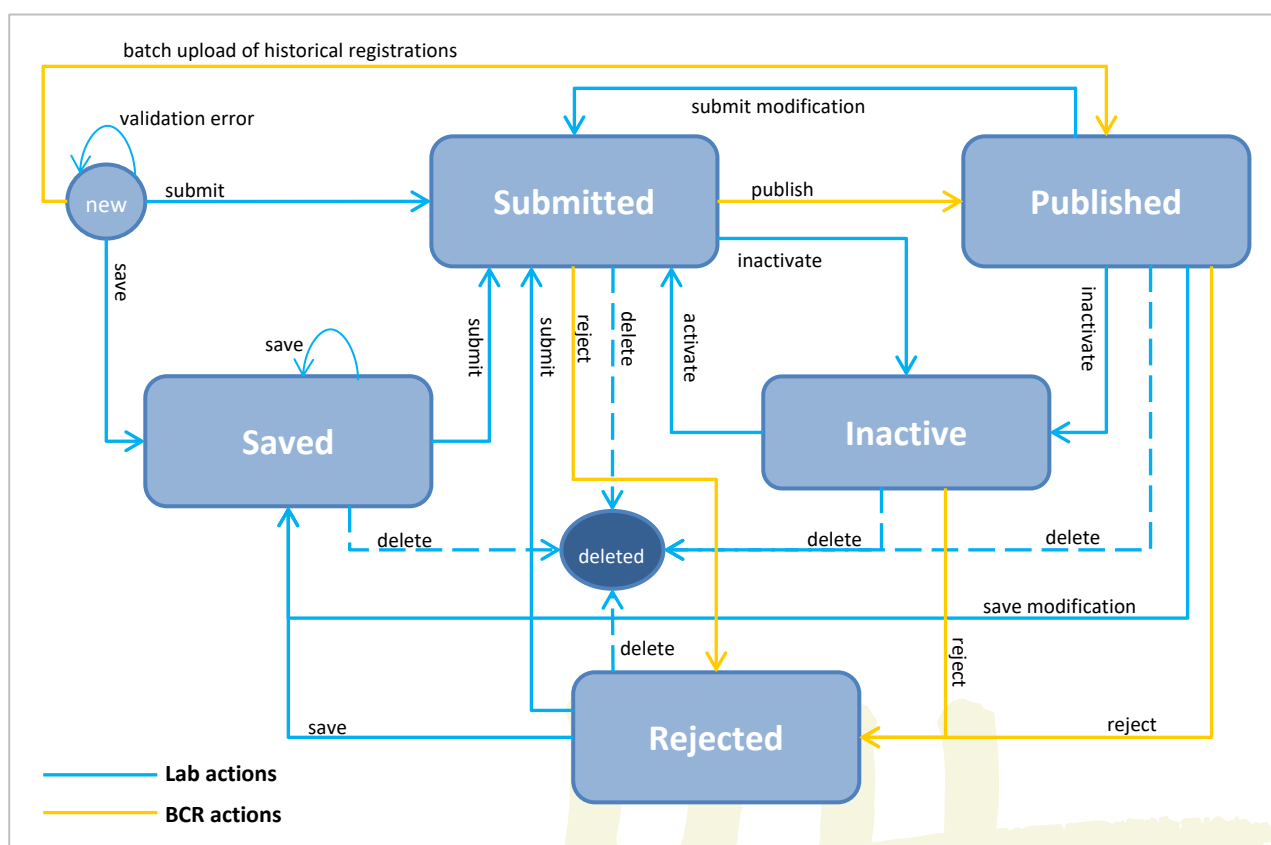 batch upload of historical registrations
submit modification
validation error
new
submit
Submitted
publish
Published
save
inactivate
submit
submit
reject
delete
activate
inactivate
save
Saved
Inactive
delete
deleted
delete
delete
save modification
delete
reject
save
Rejected
reject
Lab actions
BCR actions